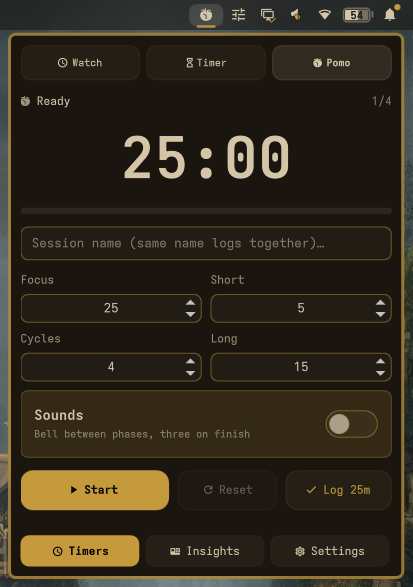 54
Watch Timer Pomo
Ready 1/4
25:00
Session name (same name logs together)…
Focus Short
25 5
Cycles Long
4 15
Sounds
Bell between phases, three on finish
Start Reset Log 25m
Timers Insights Settings